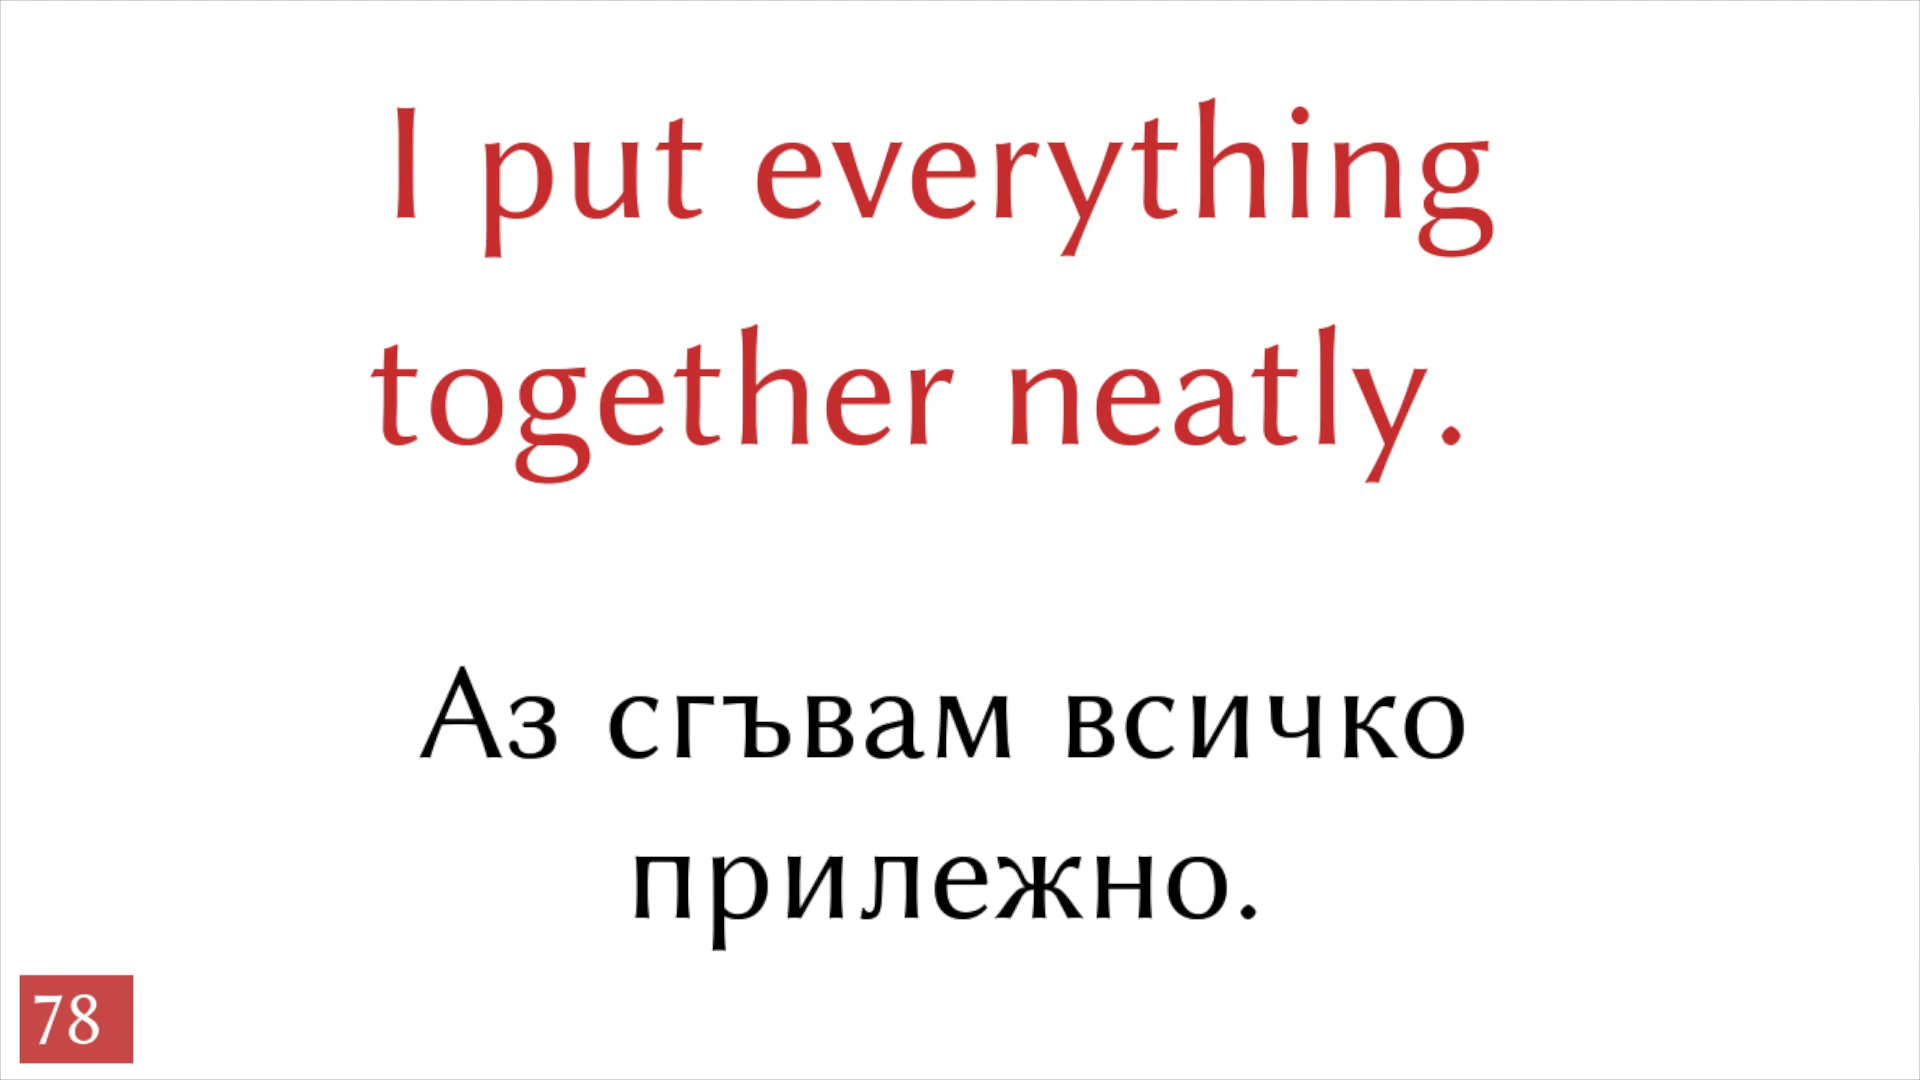 I put everything
together neatly.
Аз сгъвам всичко
прилежно.
78